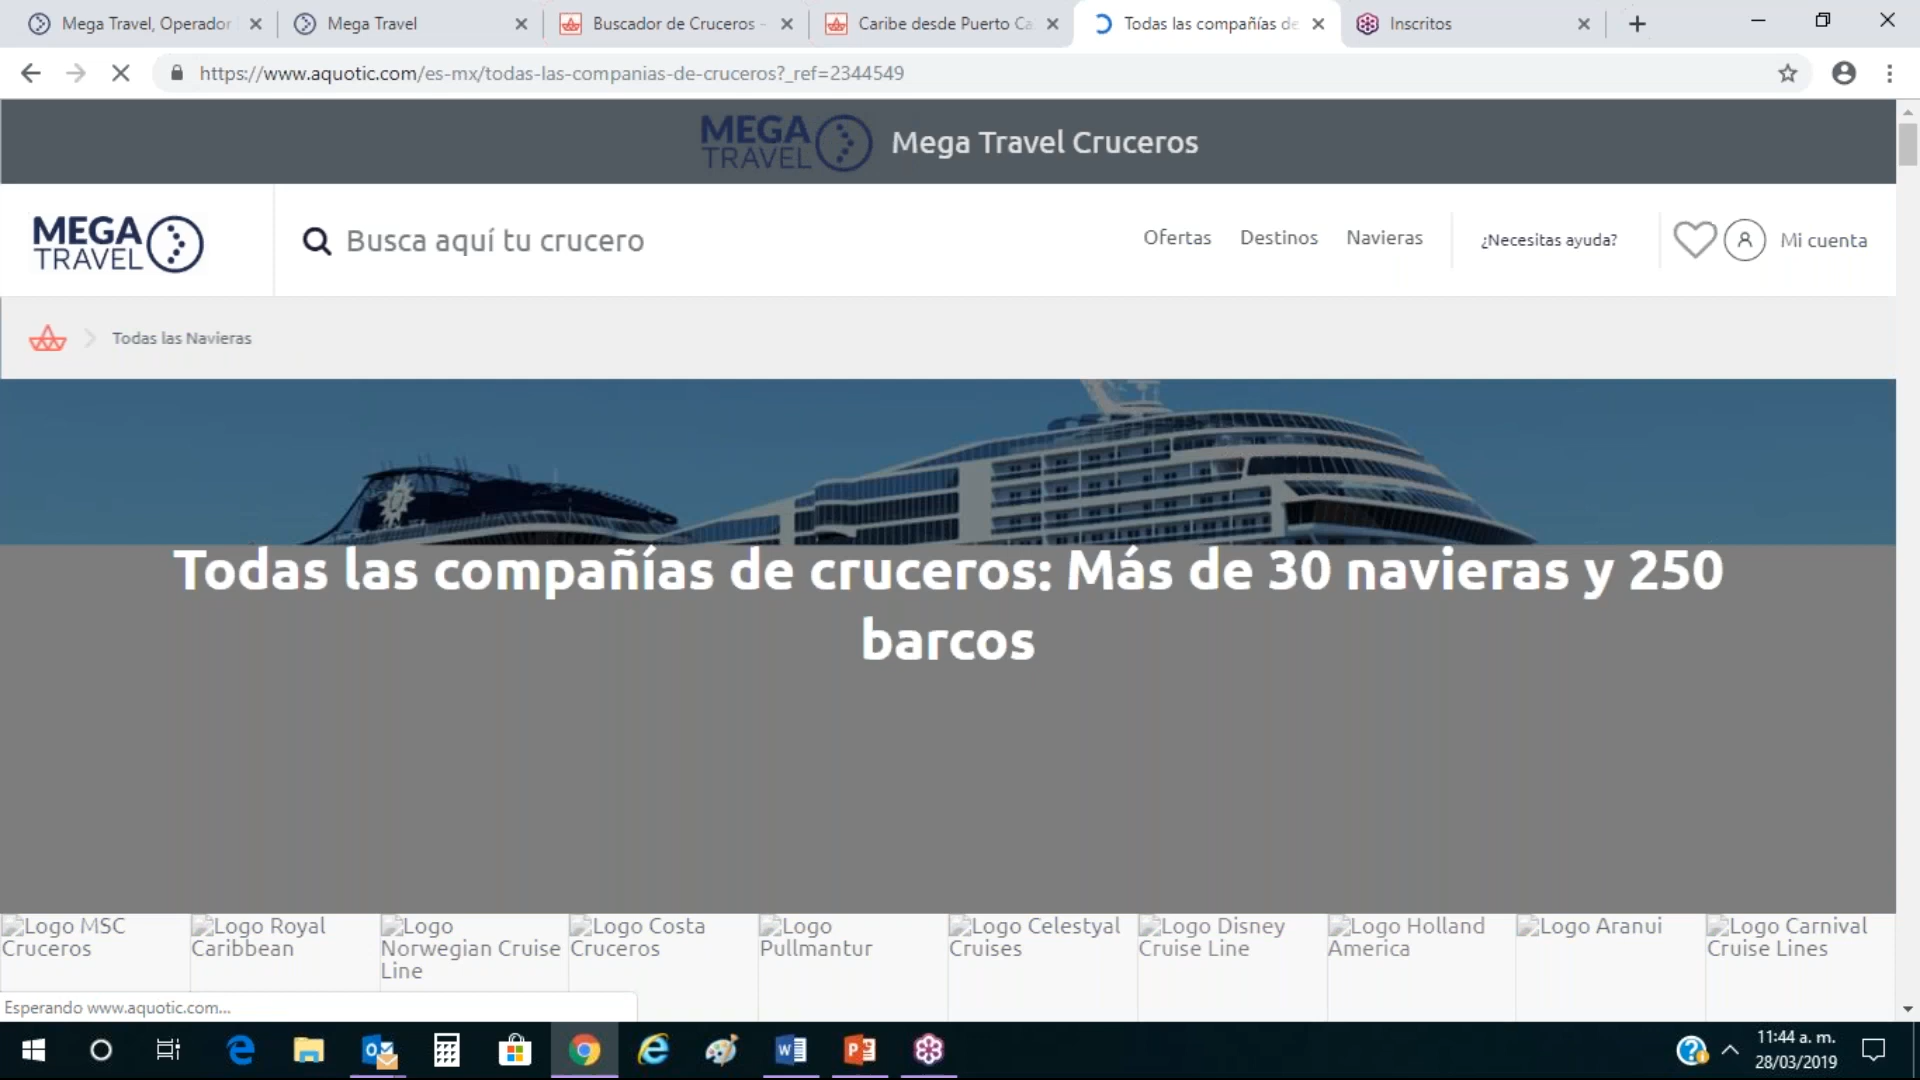 Mega Travel, Operador
Mega Travel
Buscador de Cruceros -
Caribe desde Puerto Ca
Todas las compañías de
Inscritos
https://www.aquotic.com/es-mx/todas-las-companias-de-cruceros?_ref=2344549
MEGA TRAVEL
Mega Travel Cruceros
MEGA TRAVEL
Busca aquí tu crucero
Ofertas
Destinos
Navieras
¿Necesitas ayuda?
Mi cuenta
Todas las Navieras
Todas las compañías de cruceros: Más de 30 navieras y 250
barcos
Logo MSC
Cruceros
Logo Royal
Caribbean
Logo
Norwegian Cruise
Line
Logo Costa
Cruceros
Logo
Pullmantur
Logo Celestyal
Cruises
Logo Disney
Cruise Line
Logo Holland
America
Logo Aranui
Logo Carnival
Cruise Lines
Esperando www.aquotic.com...
11:44 a. m.
28/03/2019